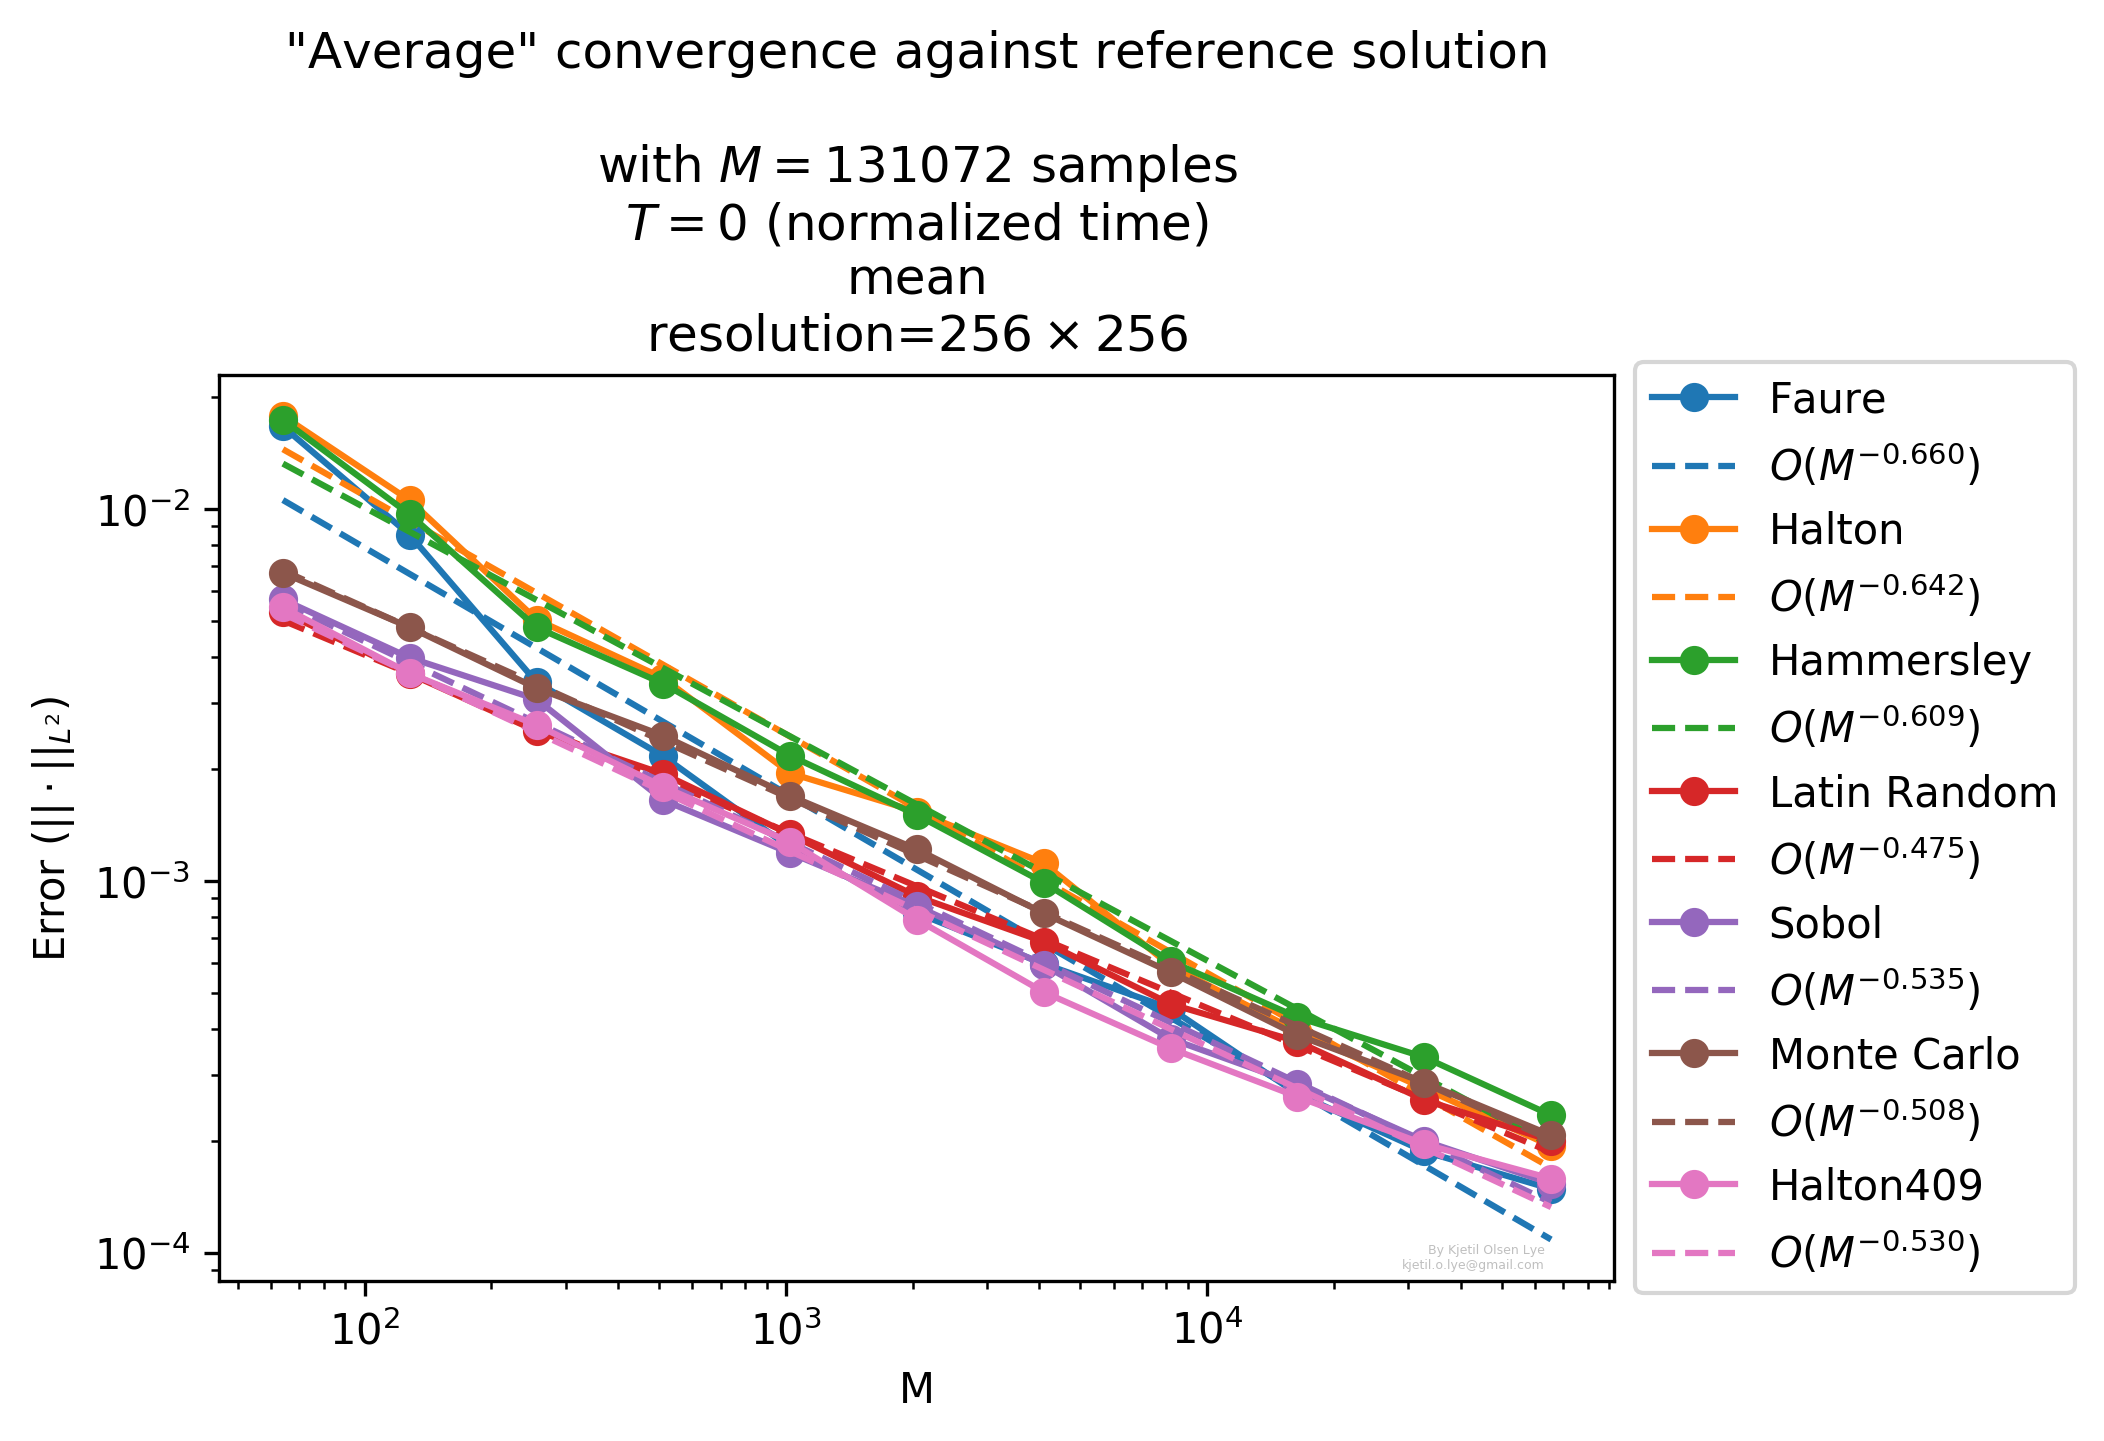 "Average" convergence against reference solution
with M = 131072 samples
T = 0 (normalized time)
mean
resolution=256 × 256
Error (|| · ||_{L^2})
10^{-2}
10^{-3}
10^{-4}
10^2
10^3
10^4
M
By Kjetil Olsen Lye
kjetil.o.lye@gmail.com
Faure
O(M^{-0.660})
Halton
O(M^{-0.642})
Hammersley
O(M^{-0.609})
Latin Random
O(M^{-0.475})
Sobol
O(M^{-0.535})
Monte Carlo
O(M^{-0.508})
Halton409
O(M^{-0.530})